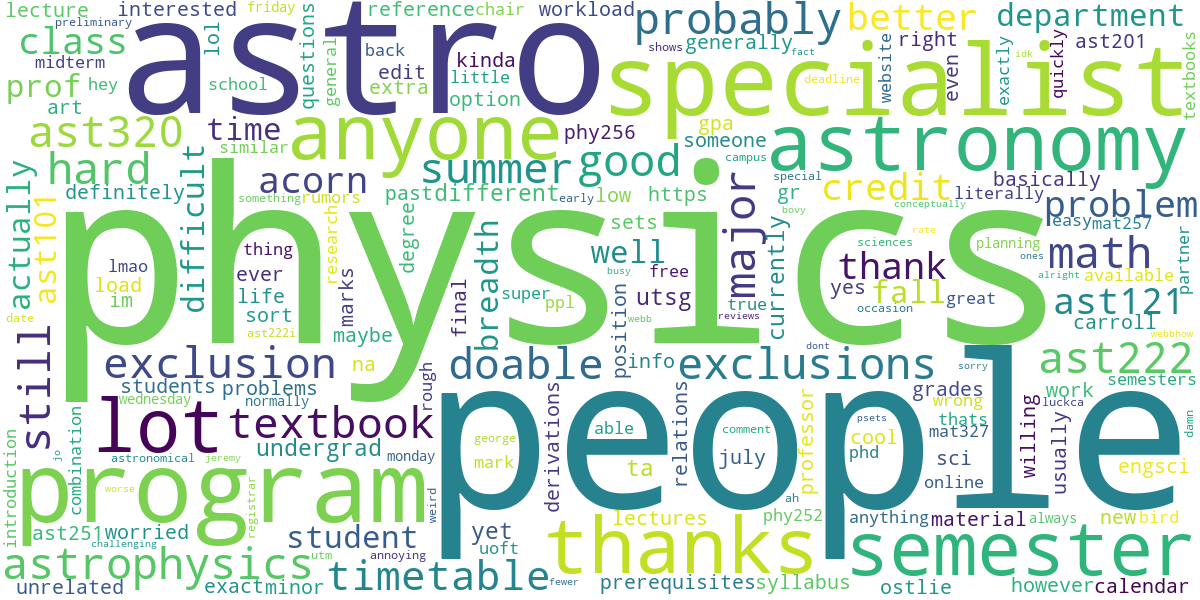 lecture
preliminary
interested
friday
reference
chair
workload
probably
better
department
class
astro
lol
questions
general
back
edit
extra
kinda
little
option
shows
generally
fact
deadline
website
right
even
exactly
idk
quickly
ast201
textbooks
midterm
prof
hey
art
school
specialist
ast320
time
similar
anyone
phy256
gpa
someone
campus
astronomy
hard
definitely
difficult
acorn
something
rumors
summer
good
past
different
early
low
https
special
bovy
credit
gr
literally
basically
conceptually
problem
actually
ast101
physics
research
degree
breadth
sets
well
major
currently
thank
sciences
rate
planning
ones
easy
mat257
partner
math
thing
lmao
load
im
ever
life
sort
ast222i
marks
maybe
final
super
busy
ppl
free
utsg
webb
true
reviews
yes
fall
great
occasion
alright
available
ast121
carroll
webbhow
date
still
exclusion
na
doable
position
info
exclusions
dont
sorry
ast222
students
problems
wednesday
normally
rough
people
grades
work
semesters
lot
textbook
undergrad
monday
george
mark
derivations
able
ta
relations
comment
july
professor
cool
phd
psets
wrong
thats
mat327
sci
online
willing
luckca
usually
engsci
damn
introduction
jo
combination
astronomical
jeremy
worse
program
registrar
weird
ah
ast251
worried
challenging
student
yet
uoft
thanks
lectures
phy252
anything
material
always
new
bird
semester
astrophysics
utm
annoying
unrelated
exact
minor
timetable
fewer
prerequisites
syllabus
ostlie
however
calendar